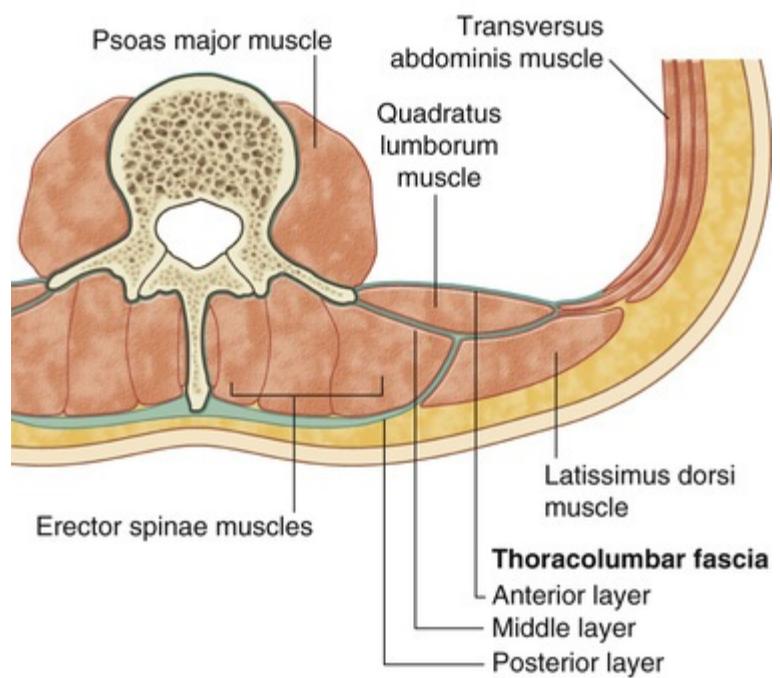 Psoas major muscle
Transversus
abdominis muscle
Quadratus
lumborum
muscle
Latissimus dorsi
muscle
Erector spinae muscles
Thoracolumbar fascia
Anterior layer
Middle layer
Posterior layer